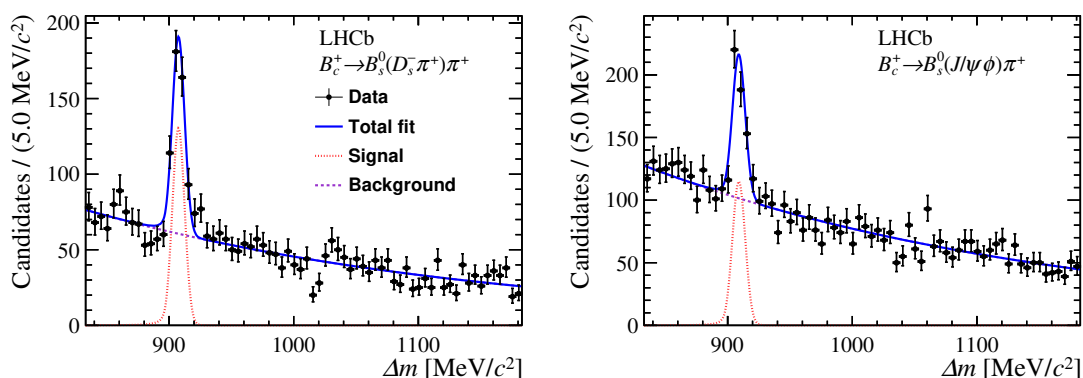 LHCb
B_c^+→B_s^0(D_s^-π^+)π^+
Data
Total fit
Signal
Background
Candidates / (5.0 MeV/c²)
200
150
100
50
0
900
1000
1100
Δm [MeV/c²]
LHCb
B_c^+→B_s^0(J/ψϕ)π^+
Candidates / (5.0 MeV/c²)
200
150
100
50
0
900
1000
1100
Δm [MeV/c²]